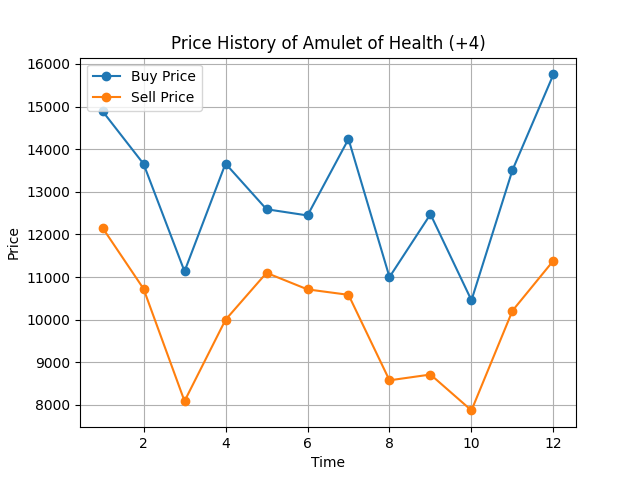 Price History of Amulet of Health (+4)
Buy Price
Sell Price
16000
15000
14000
13000
12000
11000
10000
9000
8000
Price
2 4 6 8 10 12
Time